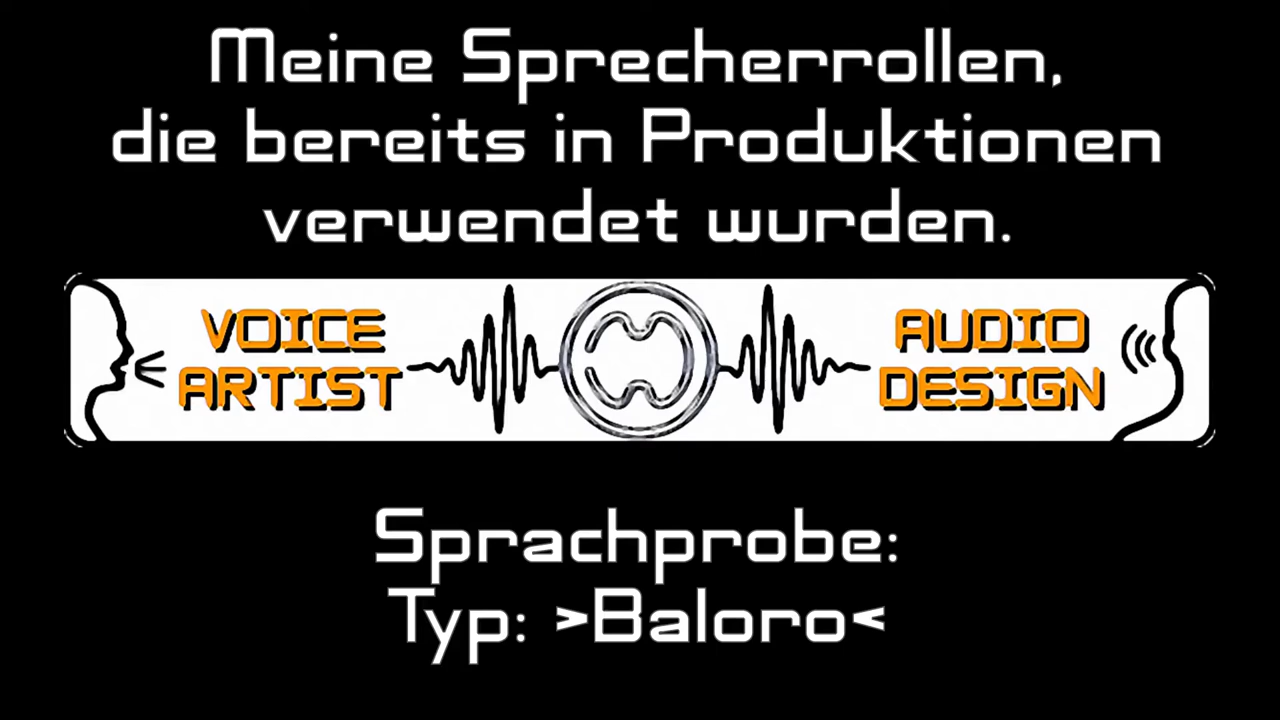 Meine Sprecherrollen,
die bereits in Produktionen
verwendet wurden.
VOICE
ARTIST
AUDIO
DESIGN
Sprachprobe:
Typ: >Baloro<